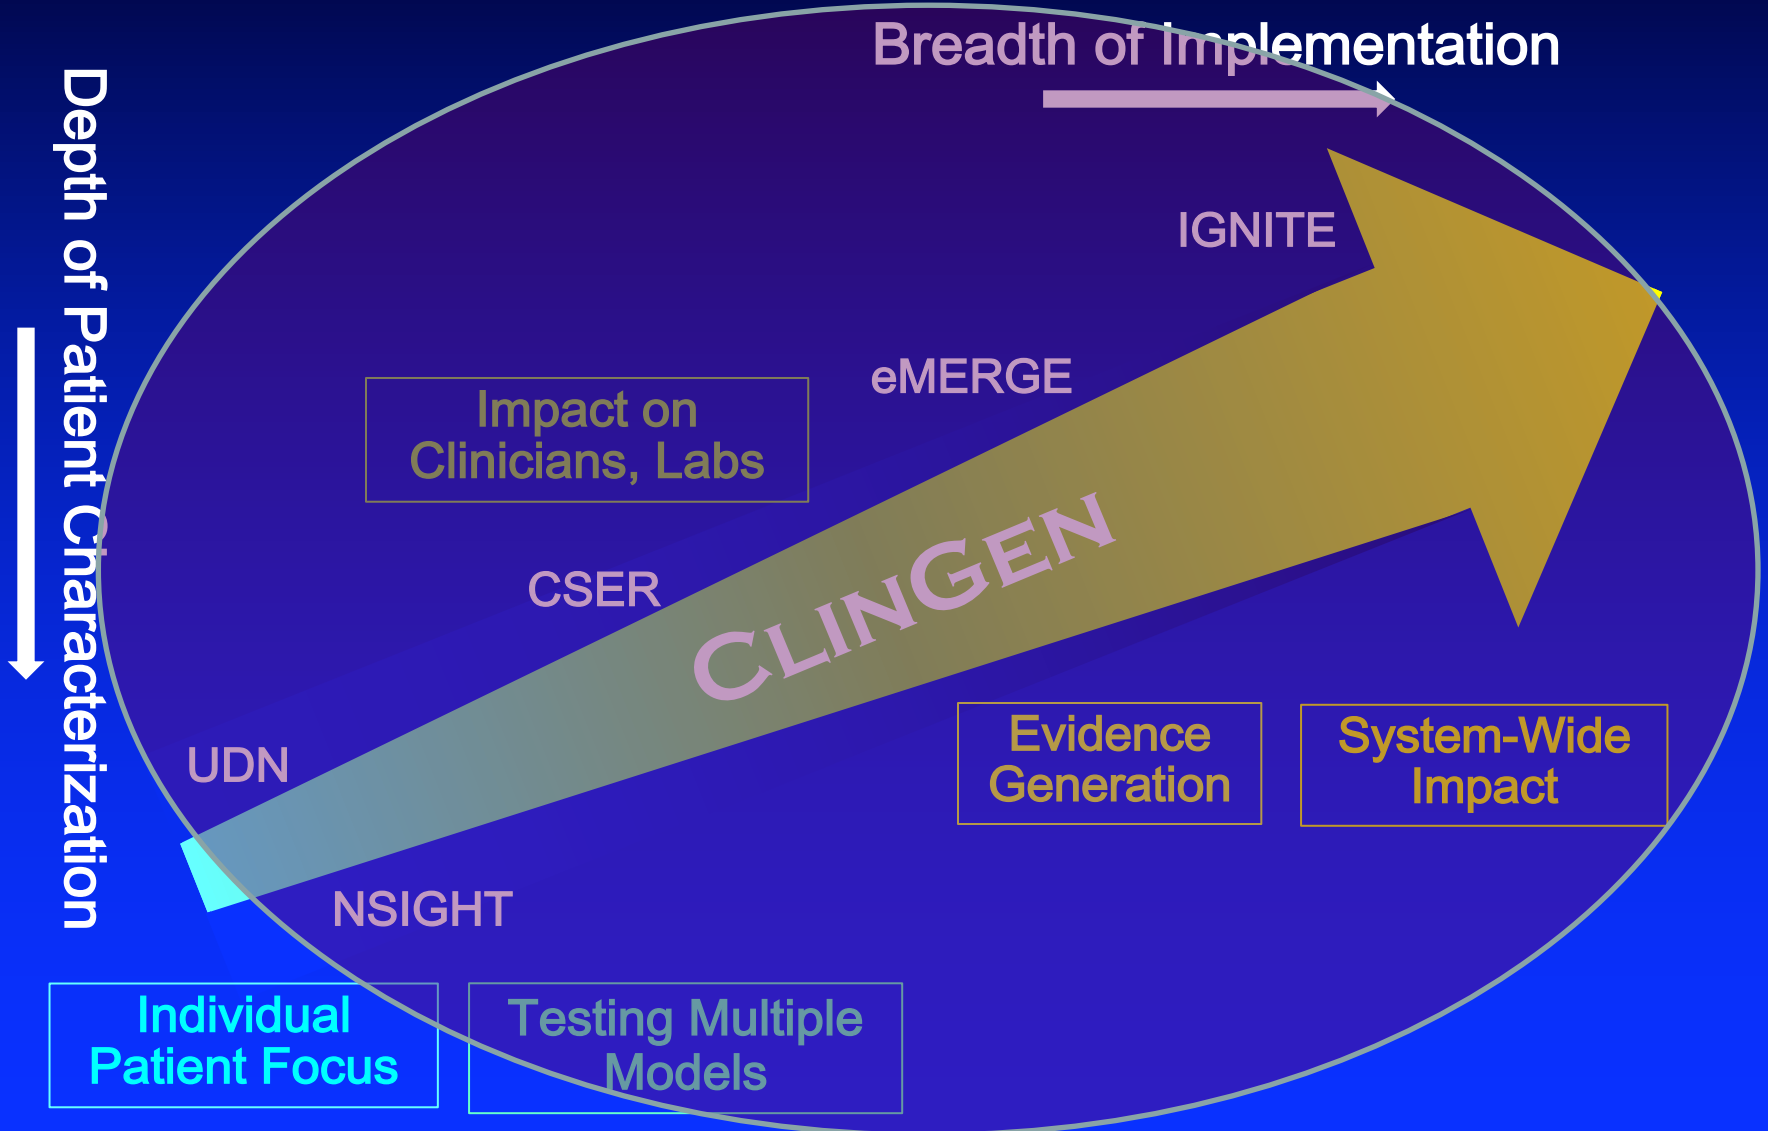 Breadth of Implementation
Depth of Patient Characterization
IGNITE
eMERGE
Impact on
Clinicians, Labs
CSER
CLINGEN
UDN
Evidence
Generation
System-Wide
Impact
NSIGHT
Individual
Patient Focus
Testing Multiple
Models